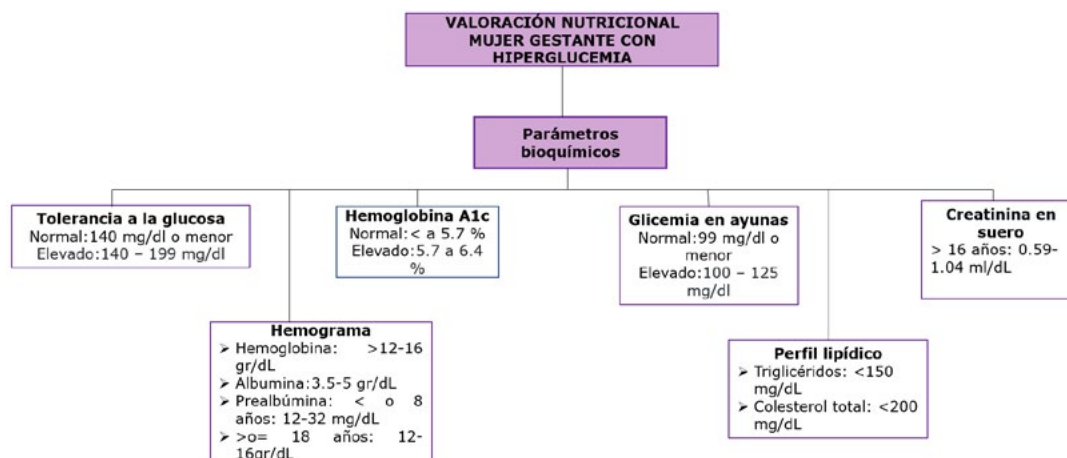 VALORACIÓN NUTRICIONAL
MUJER GESTANTE CON
HIPERGLUCEMIA
Parámetros
bioquímicos
Tolerancia a la glucosa
Normal:140 mg/dl o menor
Elevado:140 – 199 mg/dl
Hemoglobina A1c
Normal:< a 5.7 %
Elevado:5.7 a 6.4
%
Glicemia en ayunas
Normal:99 mg/dl o
menor
Elevado:100 – 125
mg/dl
Creatinina en
suero
> 16 años: 0.59-
1.04 ml/dL
Hemograma
➢ Hemoglobina: >12-16
gr/dL
➢ Albumina:3.5-5 gr/dL
➢ Prealbúmina: < o 8
años: 12-32 mg/dL
➢ >o= 18 años: 12-
16gr/dL
Perfil lipídico
➢ Triglicéridos: <150
mg/dL
➢ Colesterol total: <200
mg/dL